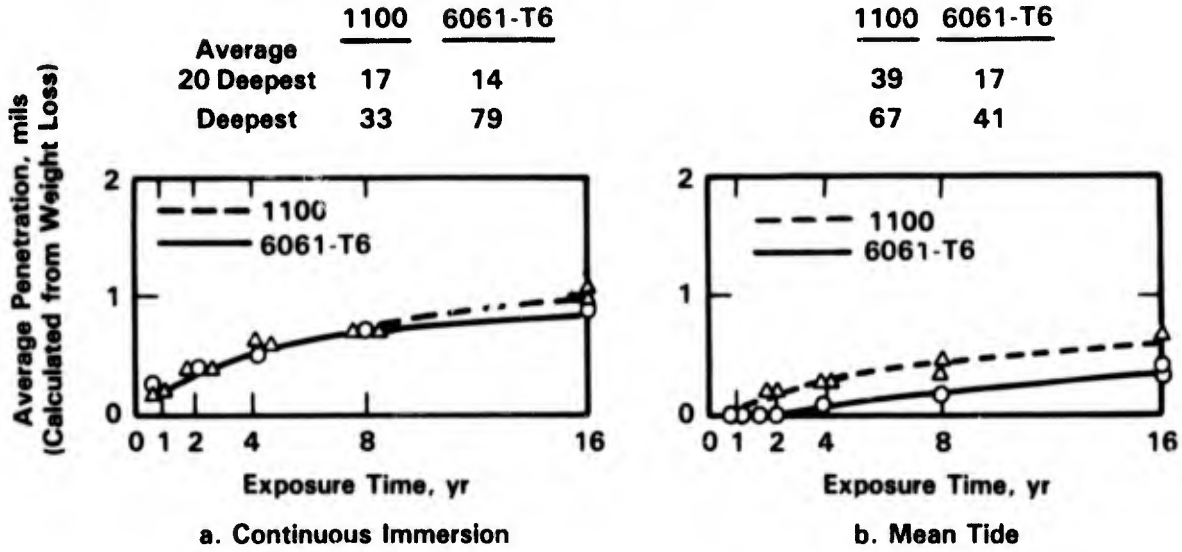 1100 6061-T6
Average
20 Deepest 17 14
Deepest 33 79
1100 6061-T6
39 17
67 41
Average Penetration, mils
(Calculated from Weight Loss)
2
1
0
1100
6061-T6
0 1 2 4 8 16
Exposure Time, yr
a. Continuous Immersion
2
1
0
1100
6061-T6
0 1 2 4 8 16
Exposure Time, yr
b. Mean Tide